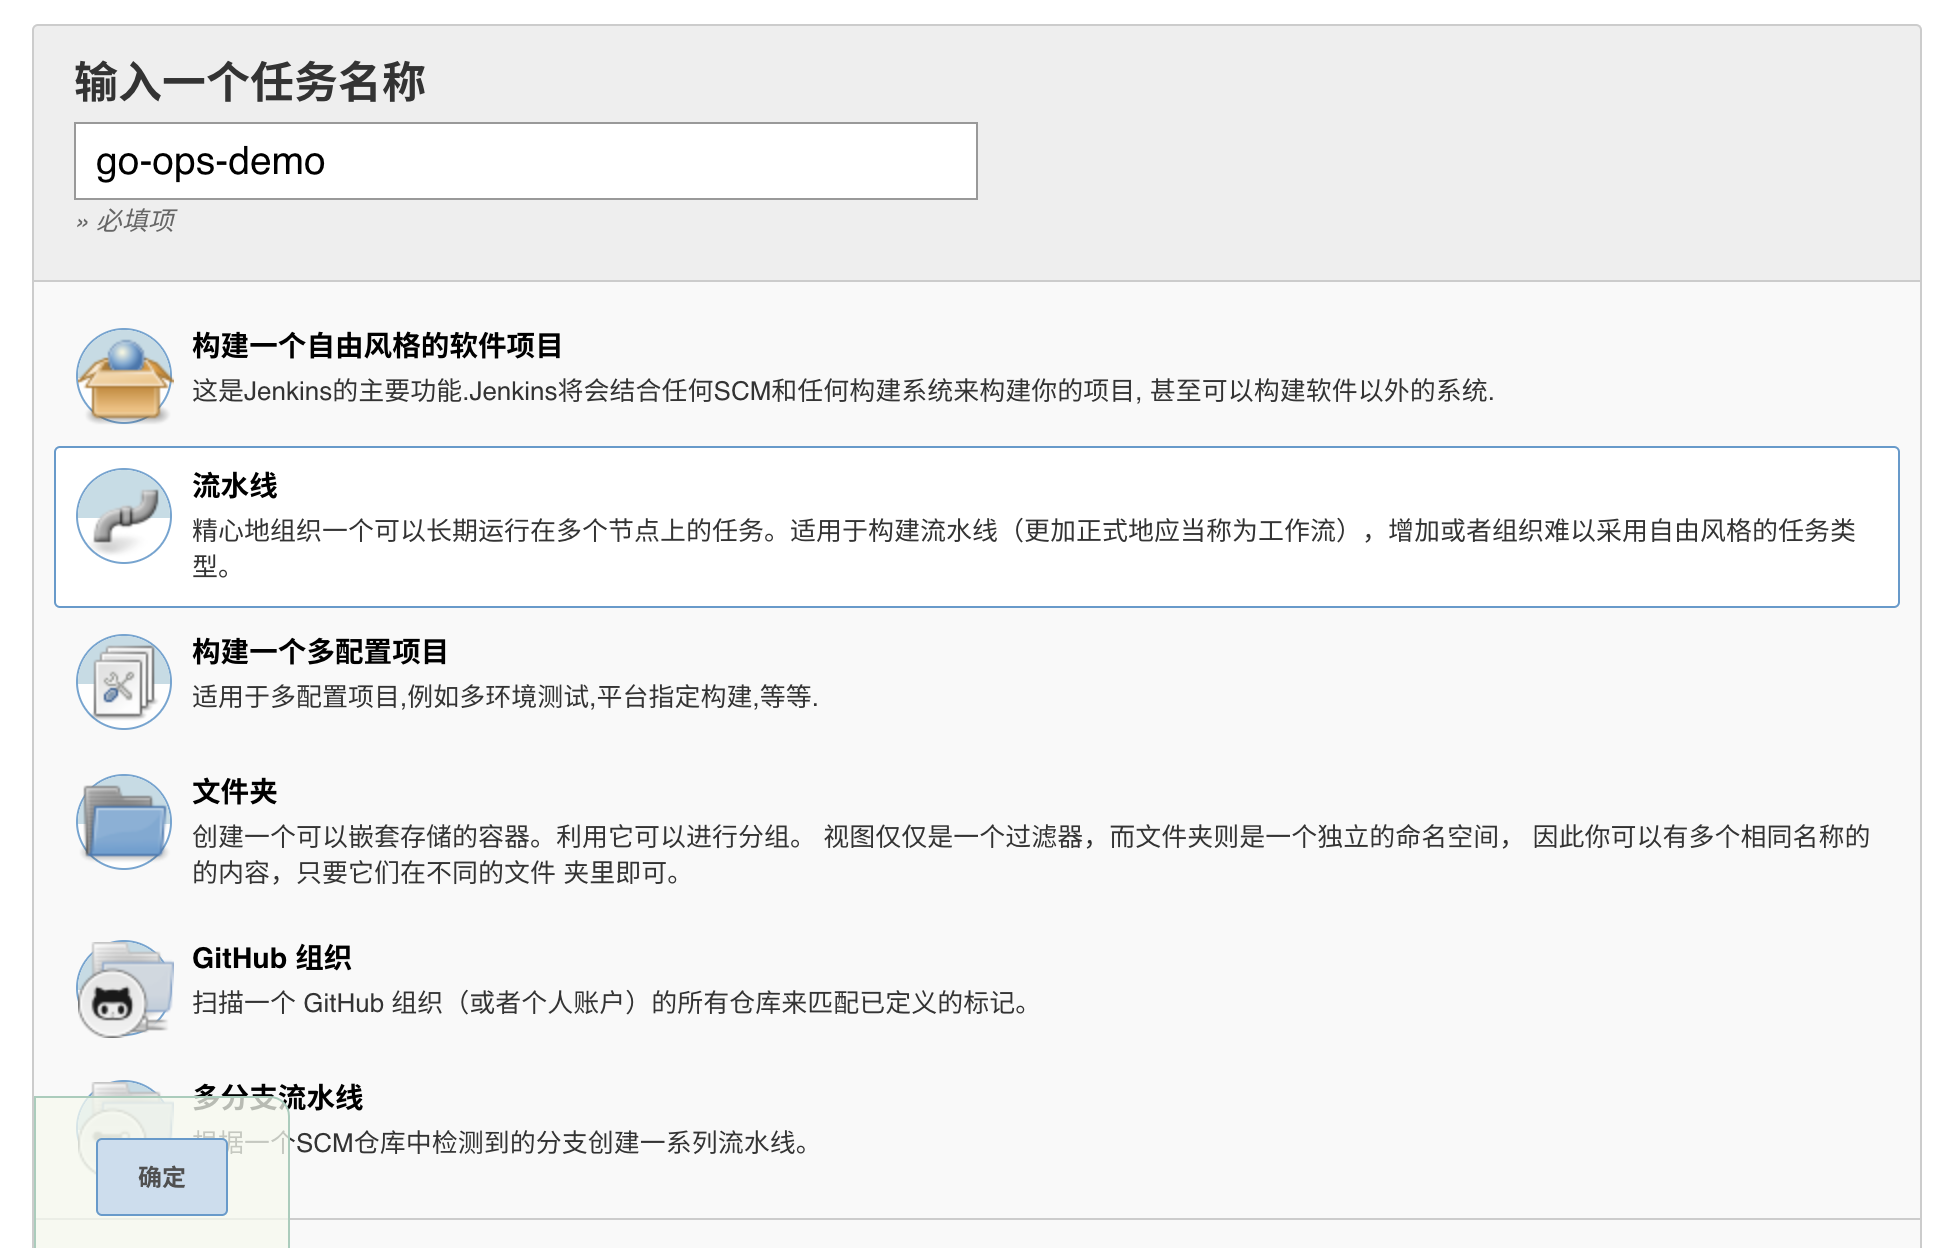 输入一个任务名称
go-ops-demo
» 必填项
构建一个自由风格的软件项目
这是Jenkins的主要功能.Jenkins将会结合任何SCM和任何构建系统来构建你的项目, 甚至可以构建软件以外的系统.
流水线
精心地组织一个可以长期运行在多个节点上的任务。适用于构建流水线（更加正式地应当称为工作流），增加或者组织难以采用自由风格的任务类
型。
构建一个多配置项目
适用于多配置项目,例如多环境测试,平台指定构建,等等.
文件夹
创建一个可以嵌套存储的容器。利用它可以进行分组。 视图仅仅是一个过滤器，而文件夹则是一个独立的命名空间， 因此你可以有多个相同名称的
的内容，只要它们在不同的文件 夹里即可。
GitHub 组织
扫描一个 GitHub 组织（或者个人账户）的所有仓库来匹配已定义的标记。
多分支流水线
根据一个SCM仓库中检测到的分支创建一系列流水线。
确定